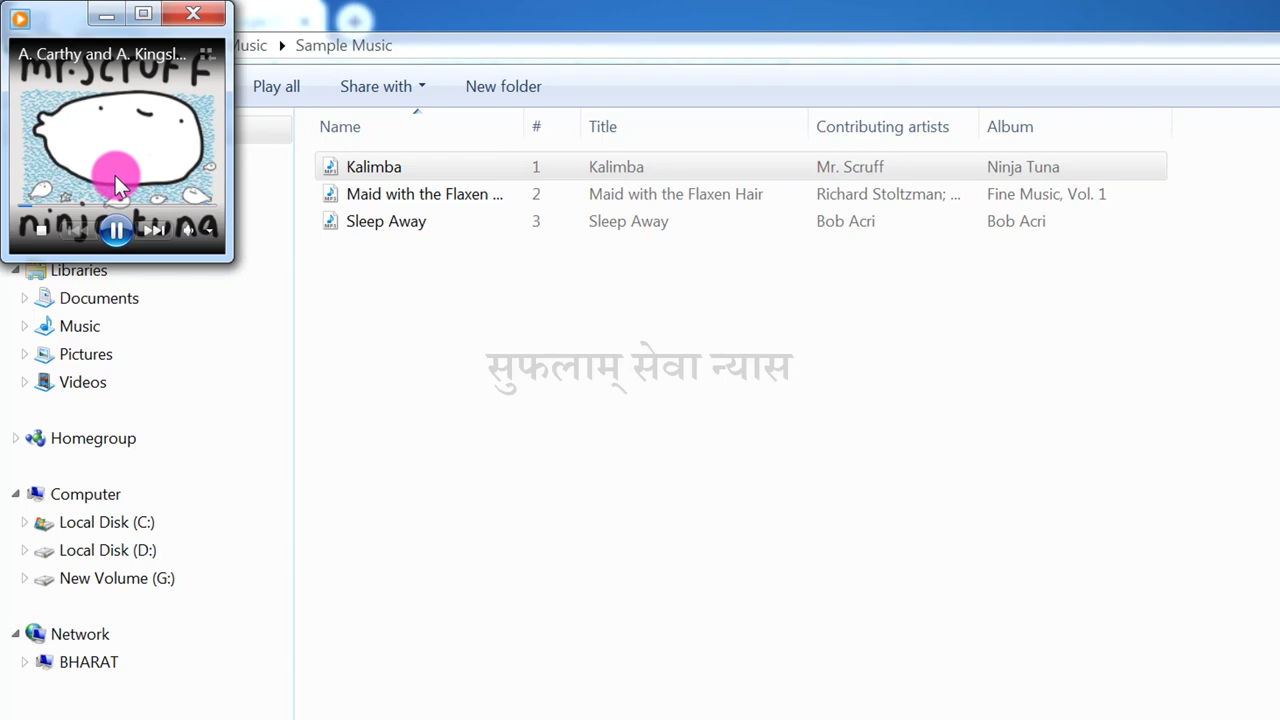 A. Carthy and A. Kingsl...
mr.scruff
ninja tuna
Sample Music
Play all
Share with
New folder
Name
#
Title
Contributing artists
Album
Kalimba
1
Kalimba
Mr. Scruff
Ninja Tuna
Maid with the Flaxen ...
2
Maid with the Flaxen Hair
Richard Stoltzman; ...
Fine Music, Vol. 1
Sleep Away
3
Sleep Away
Bob Acri
Bob Acri
Libraries
Documents
Music
Pictures
Videos
Homegroup
Computer
Local Disk (C:)
Local Disk (D:)
New Volume (G:)
Network
BHARAT
सुफलाम् सेवा न्यास